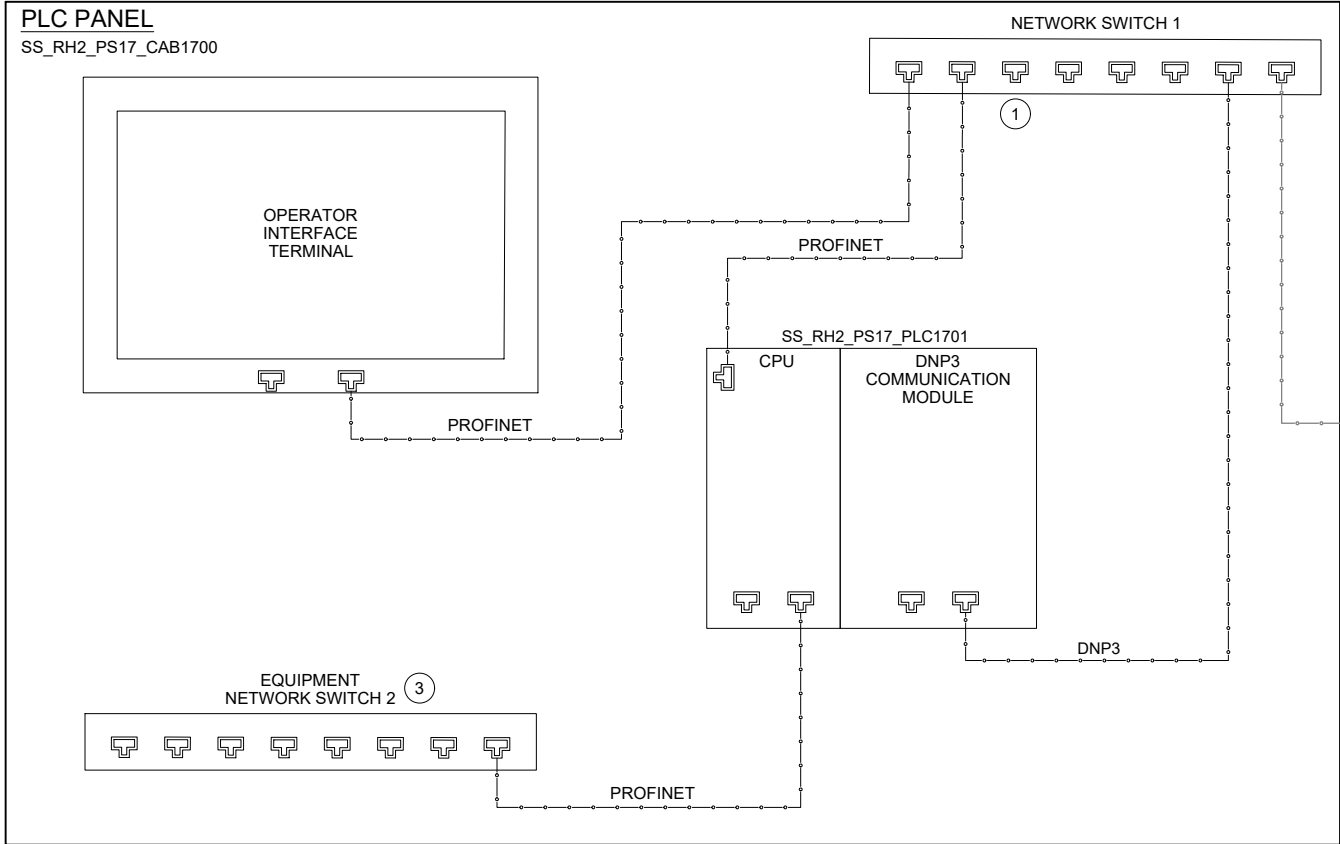 PLC PANEL
SS_RH2_PS17_CAB1700
NETWORK SWITCH 1
1
OPERATOR
INTERFACE
TERMINAL
PROFINET
SS_RH2_PS17_PLC1701
CPU
DNP3
COMMUNICATION
MODULE
PROFINET
DNP3
EQUIPMENT
NETWORK SWITCH 2
3
PROFINET